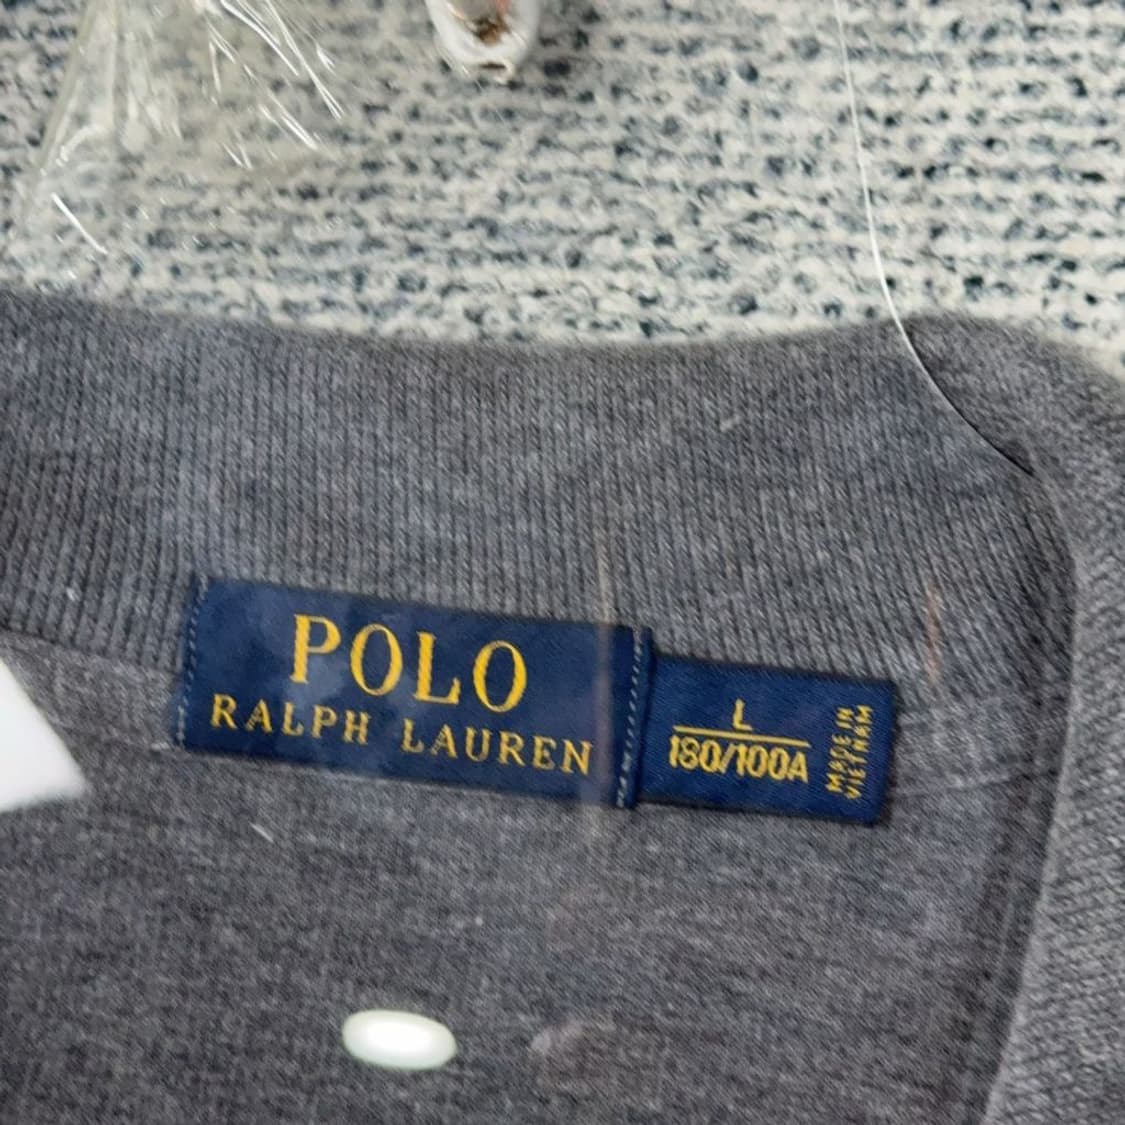 POLO
RALPH LAUREN
L
180/100A
MADE IN
VIETNAM